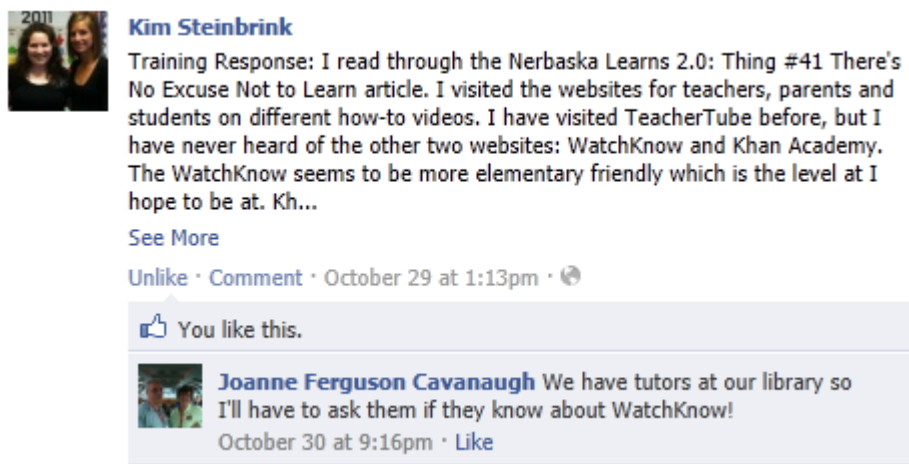 2011
Kim Steinbrink
Training Response: I read through the Nerbaska Learns 2.0: Thing #41 There's
No Excuse Not to Learn article. I visited the websites for teachers, parents and
students on different how-to videos. I have visited TeacherTube before, but I
have never heard of the other two websites: WatchKnow and Khan Academy.
The WatchKnow seems to be more elementary friendly which is the level at I
hope to be at. Kh...
See More
Unlike · Comment · October 29 at 1:13pm ·
You like this.
Joanne Ferguson Cavanaugh We have tutors at our library so
I'll have to ask them if they know about WatchKnow!
October 30 at 9:16pm · Like